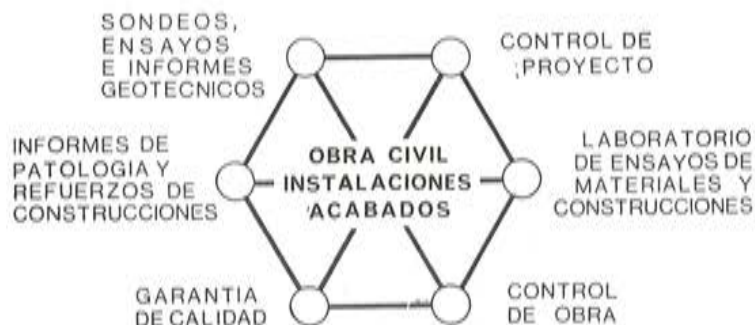 SONDEOS,
ENSAYOS
E INFORMES
GEOTECNICOS
CONTROL DE
PROYECTO
INFORMES DE
PATOLOGIA Y
REFUERZOS DE
CONSTRUCCIONES
OBRA CIVIL
INSTALACIONES
ACABADOS
LABORATORIO
DE ENSAYOS DE
MATERIALES Y
CONSTRUCCIONES
GARANTIA
DE CALIDAD
CONTROL
DE OBRA